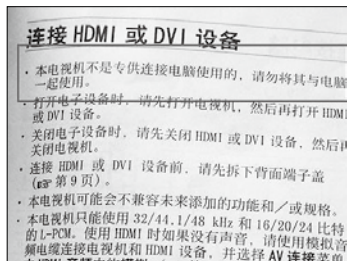 连接 HDMI 或 DVI 设备
· 本电视机不是专供连接电脑使用的，请勿将其与电脑
一起使用。
· 打开电子设备时，请先打开电视机，然后再打开 HDMI
或 DVI 设备。
· 关闭电子设备时，请先关闭 HDMI 或 DVI 设备，然后再
关闭电视机。
· 连接 HDMI 或 DVI 设备前，请先拆下背面端子盖
(☞ 第 9 页)。
· 本电视机可能会不兼容未来添加的功能和／或规格。
· 本电视机只能使用 32/44.1/48 kHz 和 16/20/24 比特
的 L-PCM。使用 HDMI 时如果没有声音，请使用模拟音
频电缆连接电视机和 HDMI 设备，并选择 AV 连接菜单